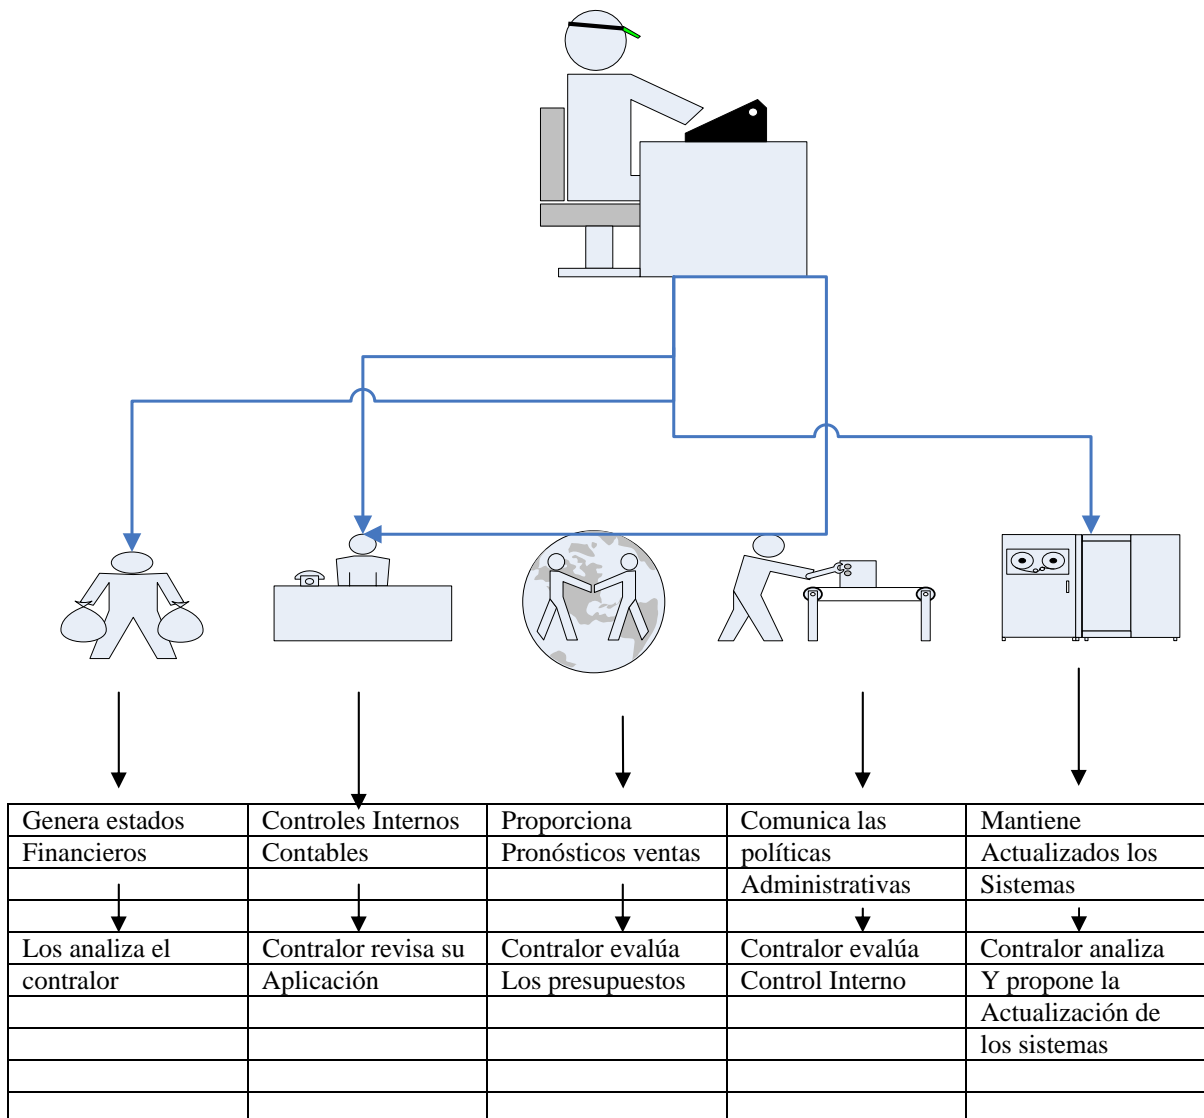 Genera estados
Financieros
Los analiza el
contralor
Controles Internos
Contables
Contralor revisa su
Aplicación
Proporciona
Pronósticos ventas
Contralor evalúa
Los presupuestos
Comunica las
políticas
Administrativas
Contralor evalúa
Control Interno
Mantiene
Actualizados los
Sistemas
Contralor analiza
Y propone la
Actualización de
los sistemas